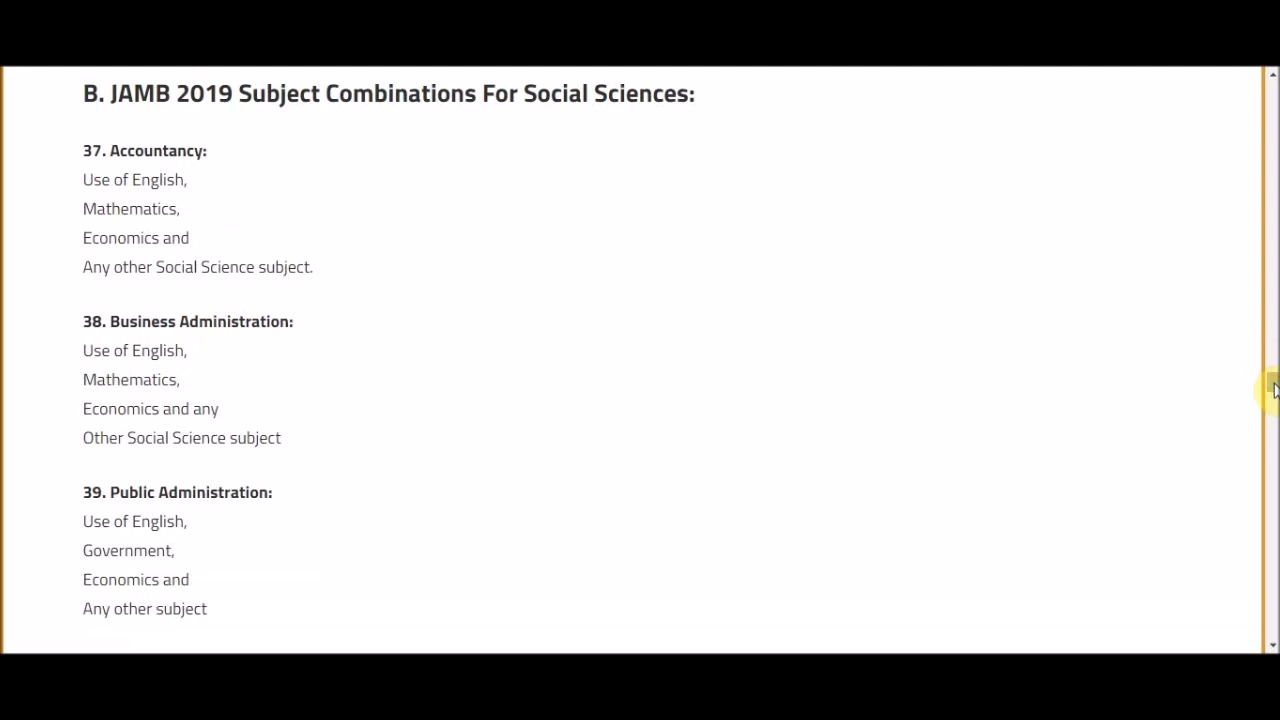 B. JAMB 2019 Subject Combinations For Social Sciences:
37. Accountancy:
Use of English,
Mathematics,
Economics and
Any other Social Science subject.
38. Business Administration:
Use of English,
Mathematics,
Economics and any
Other Social Science subject
39. Public Administration:
Use of English,
Government,
Economics and
Any other subject